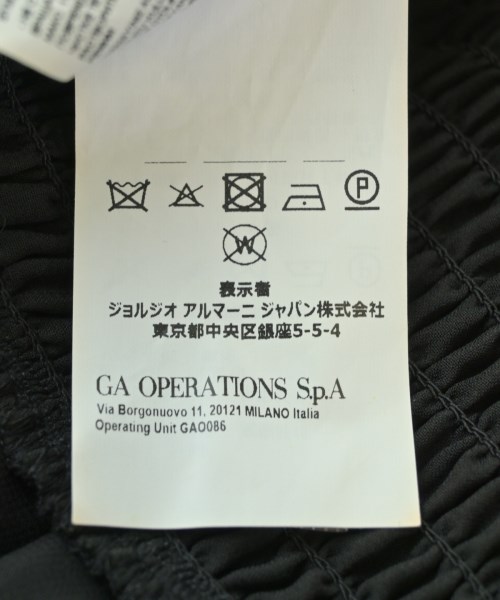 P
W
表示者
ジョルジオ アルマーニ ジャパン株式会社
東京都中央区銀座5-5-4
GA OPERATIONS S.p.A
Via Borgonuovo 11, 20121 MILANO Italia
Operating Unit GAO086